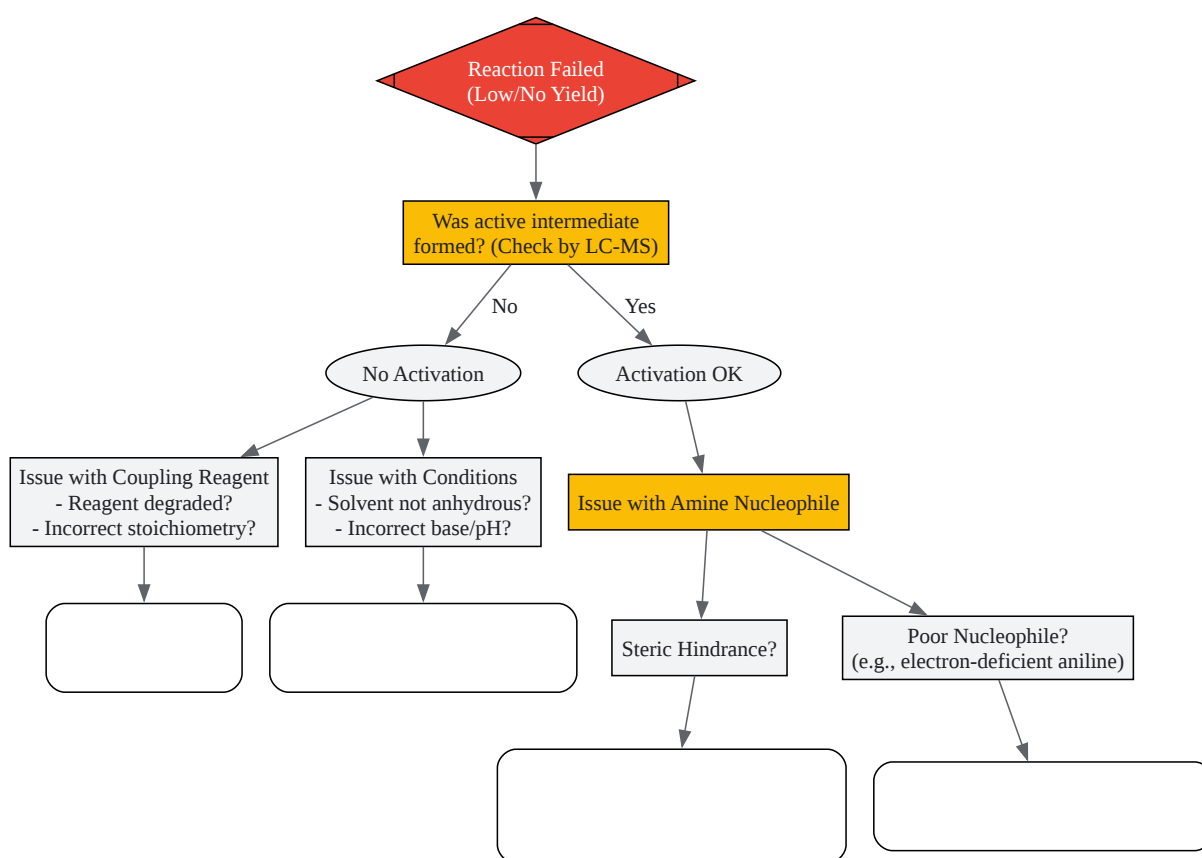 Reaction Failed
(Low/No Yield)
Was active intermediate
formed? (Check by LC-MS)
No
Yes
No Activation
Activation OK
Issue with Coupling Reagent
- Reagent degraded?
- Incorrect stoichiometry?
Issue with Conditions
- Solvent not anhydrous?
- Incorrect base/pH?
Issue with Amine Nucleophile
Steric Hindrance?
Poor Nucleophile?
(e.g., electron-deficient aniline)